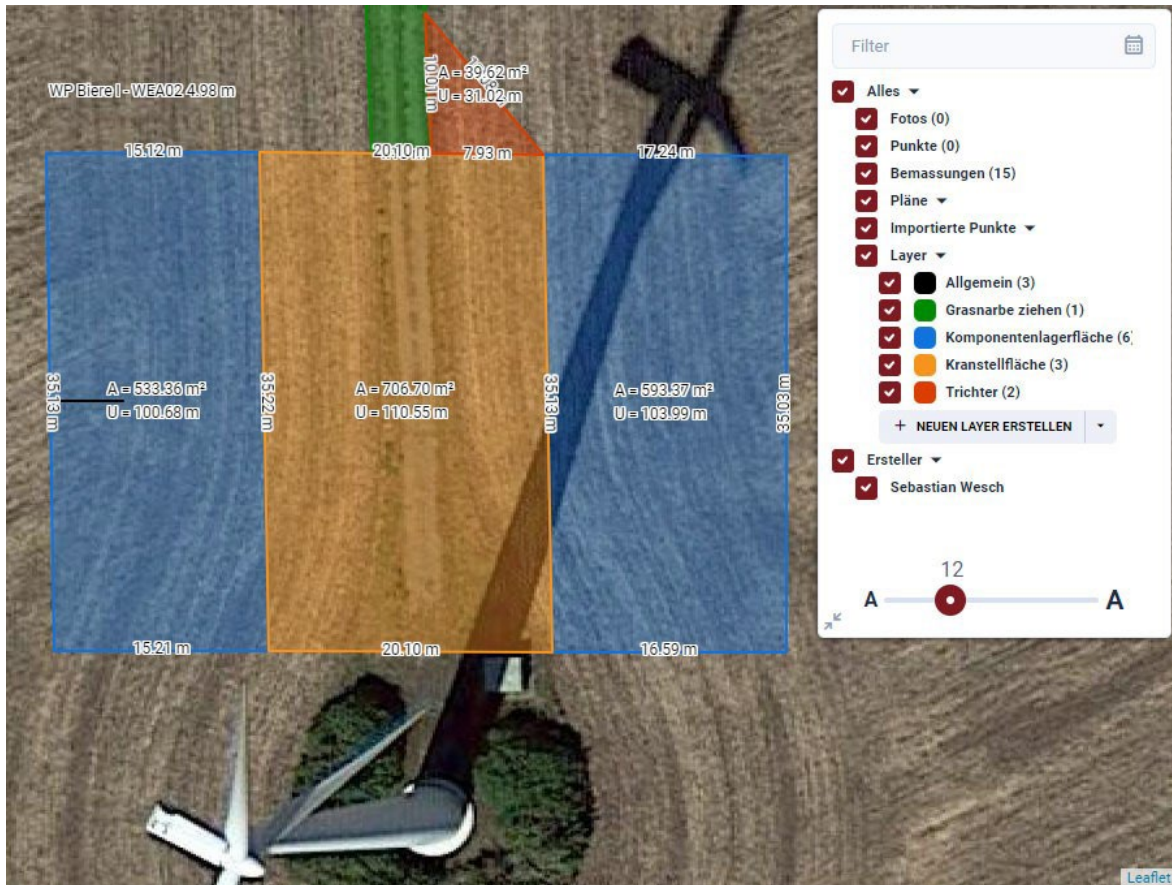 Filter
Alles
Fotos (0)
Punkte (0)
Bemassungen (15)
Pläne
Importierte Punkte
Layer
Allgemein (3)
Grasnarbe ziehen (1)
Komponentenlagerfläche (6)
Kranstellfläche (3)
Trichter (2)
+ NEUEN LAYER ERSTELLEN
Ersteller
Sebastian Wesch
12
A A
WP Biere I - WEA02 4.98 m
10.01 m
A = 39.62 m²
U = 31.02 m
15.12 m
20.10 m
7.93 m
17.24 m
35.13 m
A = 533.36 m²
U = 100.68 m
35.22 m
A = 706.70 m²
U = 110.55 m
35.13 m
A = 593.37 m²
U = 103.99 m
35.03 m
15.21 m
20.10 m
16.59 m
Leaflet